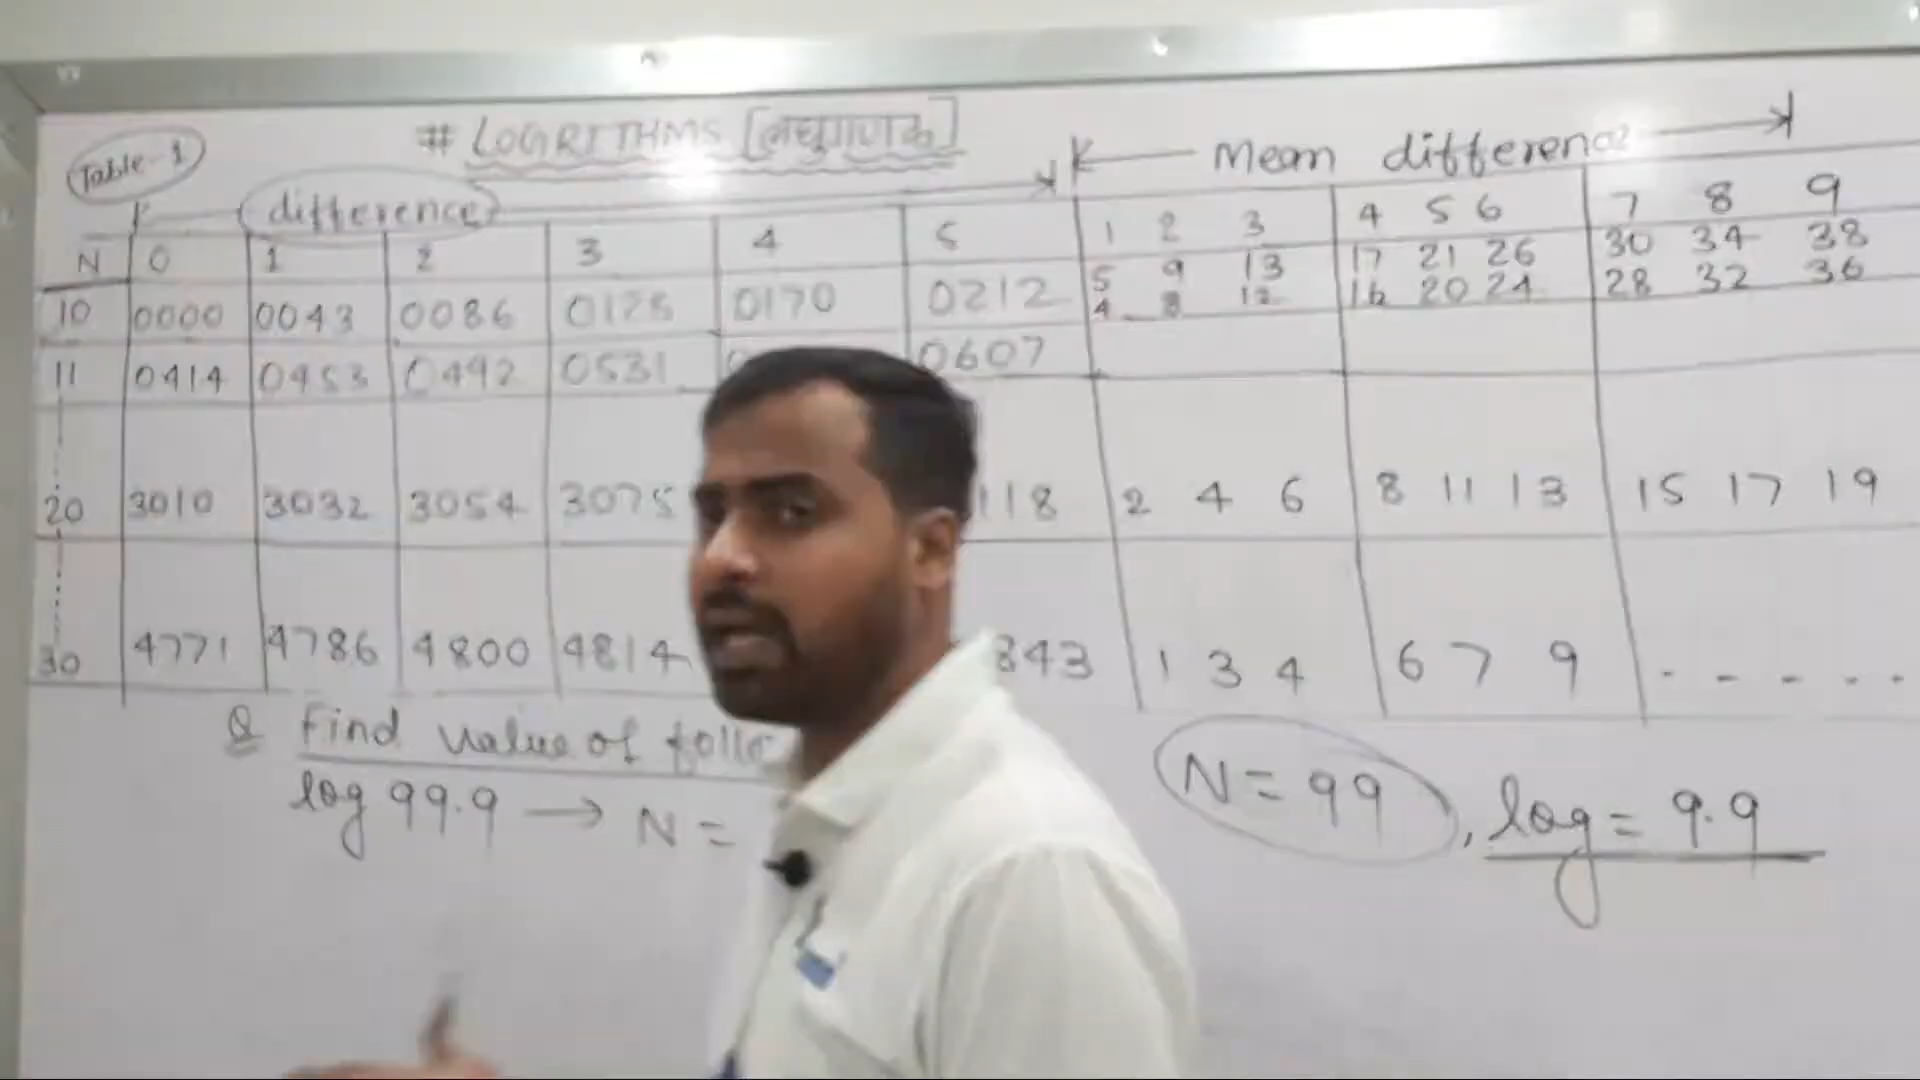 # LOGRITHMS [लघुगणक]
Table-1
Mean difference
difference
N 0 1 2 3 4 5 1 2 3 4 5 6 7 8 9
5 9 13 17 21 26 30 34 38
10 0000 0043 0086 0128 0170 0212 4 8 12 16 20 24 28 32 36
11 0414 0453 0492 0531 0607
20 3010 3032 3054 3075 118 2 4 6 8 11 13 15 17 19
30 4771 4786 4800 4814 843 1 3 4 6 7 9 - - - - -
Q Find value of
log 99.9 → N =
N = 99, log = 9.9